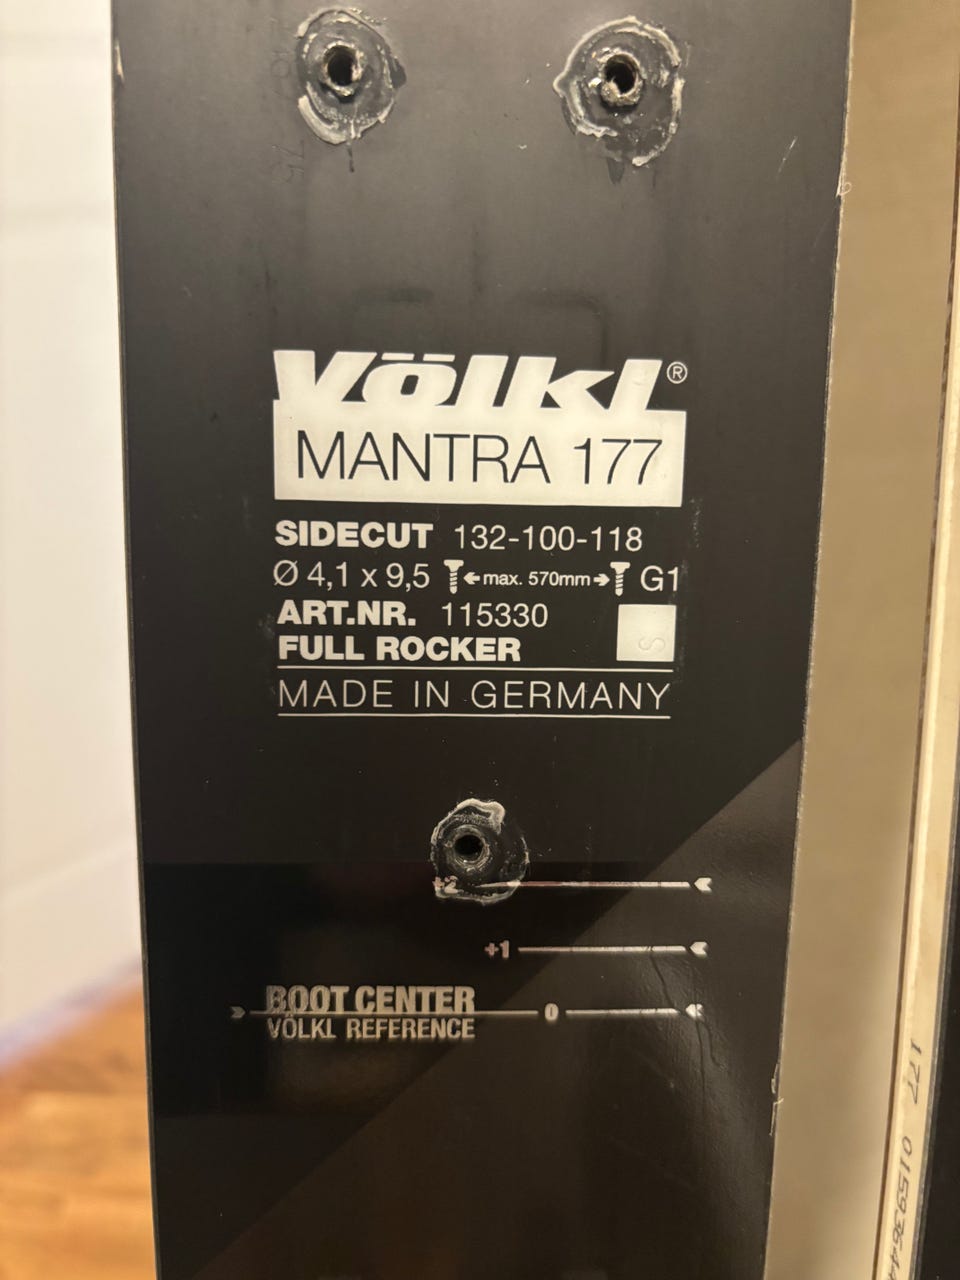 Völkl®
MANTRA 177
SIDECUT 132-100-118
Ø 4,1 x 9,5 max. 570mm G1
ART.NR. 115330
FULL ROCKER
S
MADE IN GERMANY
+2
+1
BOOT CENTER
0
VÖLKL REFERENCE
177